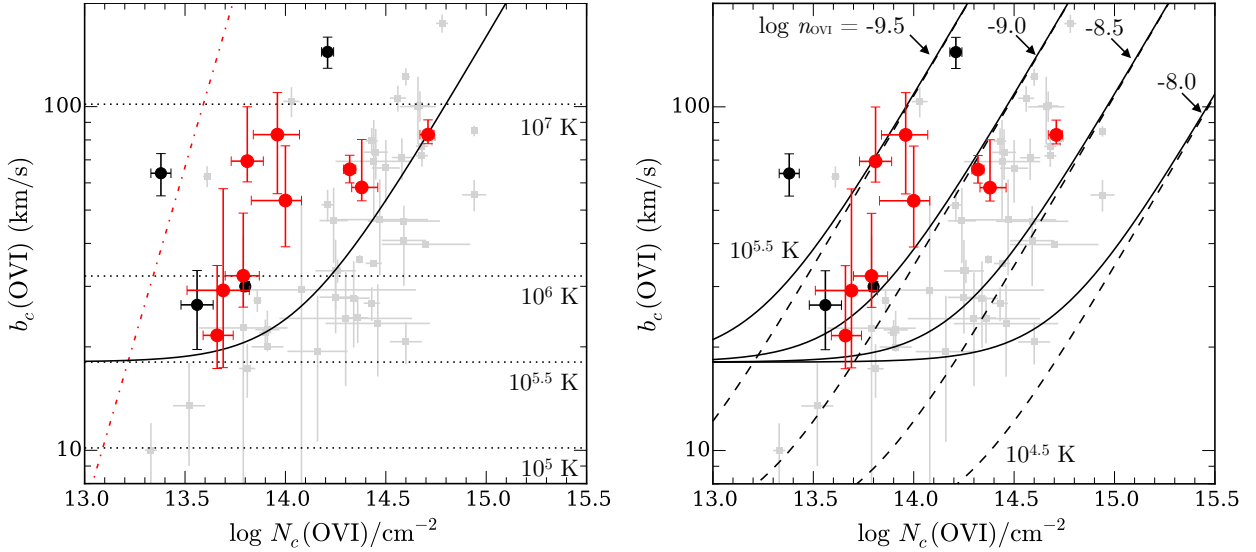 100
10
b_c(OVI) (km/s)
10^7 K
10^6 K
10^5.5 K
10^5 K
13.0 13.5 14.0 14.5 15.0 15.5
log N_c(OVI)/cm^-2
log n_OVI = -9.5
-9.0
-8.5
-8.0
100
10
b_c(OVI) (km/s)
10^5.5 K
10^4.5 K
13.0 13.5 14.0 14.5 15.0 15.5
log N_c(OVI)/cm^-2